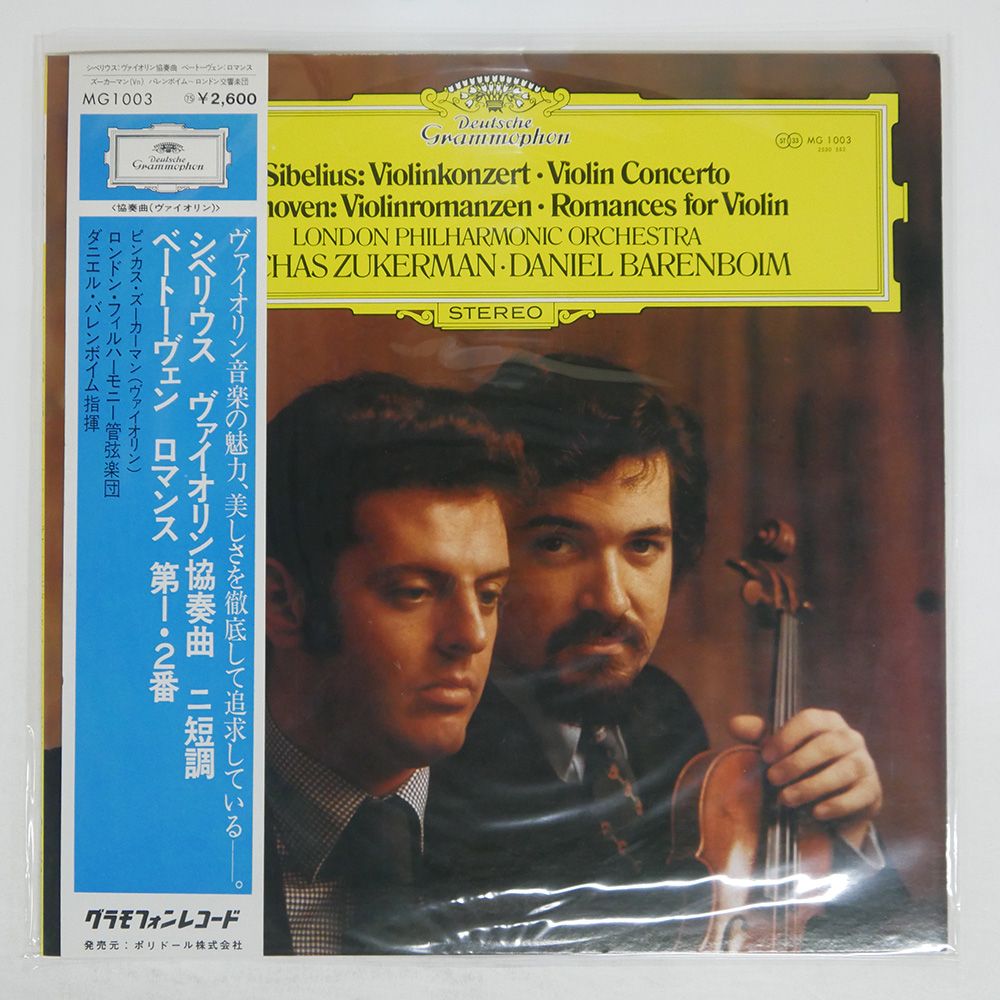 シベリウス:ヴァイオリン協奏曲 ベートーヴェン:ロマンス
ズーカーマン(Vn) バレンボイム～ロンドン交響楽団
MG1003 ⑮ ¥2,600
Deutsche
Grammophon
〈協奏曲(ヴァイオリン)〉
ヴァイオリン音楽の魅力、美しさを徹底して追求している──。
シベリウス ヴァイオリン協奏曲 ニ短調
ベートーヴェン ロマンス 第1・2番
ピンカス・ズーカーマン(ヴァイオリン)
ロンドン・フィルハーモニー管弦楽団
ダニエル・バレンボイム指揮
グラモフォンレコード
発売元:ポリドール株式会社
Deutsche
Grammophon
ST 33 MG 1003
2530 552
Sibelius: Violinkonzert · Violin Concerto
hoven: Violinromanzen · Romances for Violin
LONDON PHILHARMONIC ORCHESTRA
CHAS ZUKERMAN · DANIEL BARENBOIM
STEREO